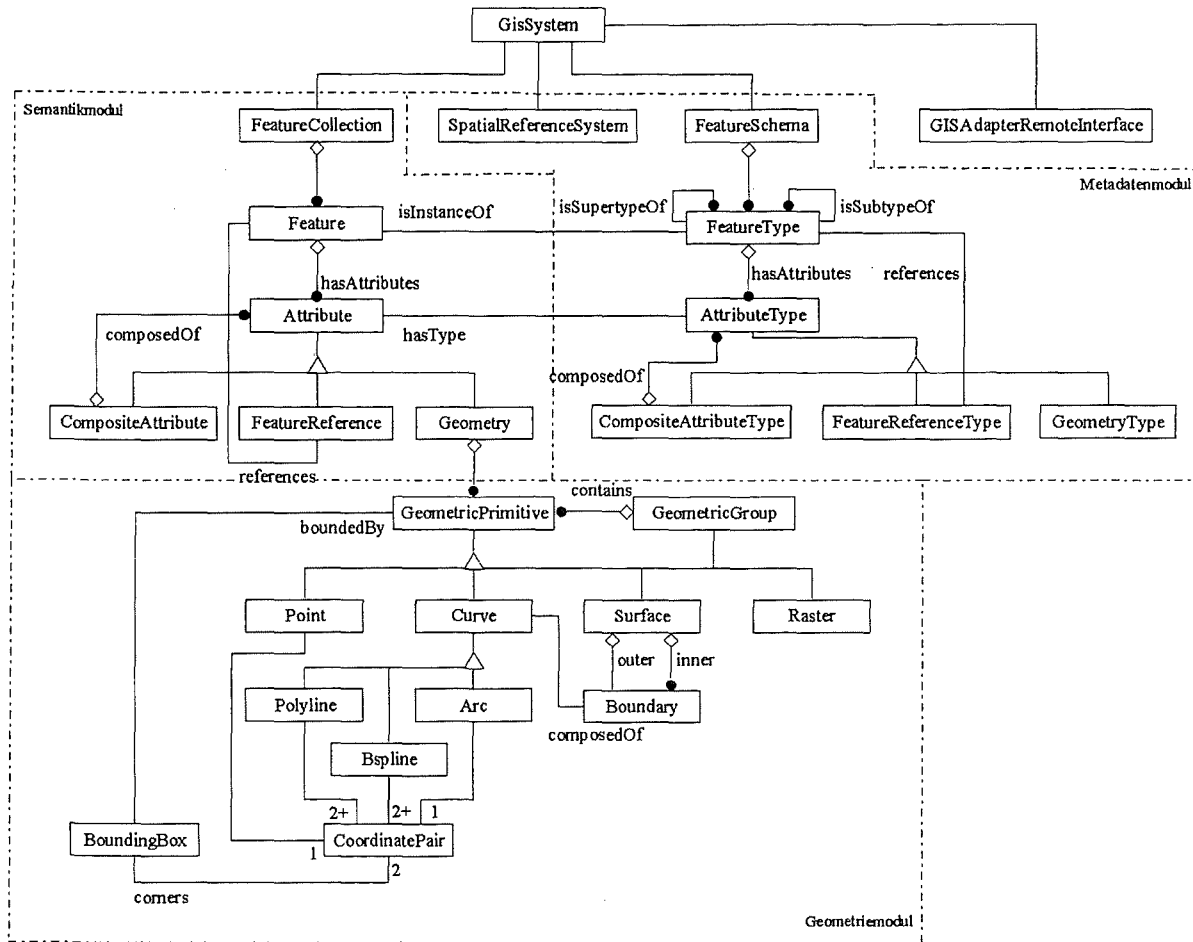 GisSystem
Semantikmodul
FeatureCollection
SpatialReferenceSystem
FeatureSchema
GISAdapterRemoteInterface
Metadatenmodul
isInstanceOf
isSupertypeOf
isSubtypeOf
Feature
FeatureType
hasAttributes
hasAttributes
references
Attribute
AttributeType
composedOf
hasType
composedOf
CompositeAttribute
FeatureReference
Geometry
CompositeAttributeType
FeatureReferenceType
GeometryType
references
contains
GeometricPrimitive
GeometricGroup
boundedBy
Point
Curve
Surface
Raster
outer
inner
Polyline
Arc
Boundary
composedOf
Bspline
2+
2+
1
BoundingBox
CoordinatePair
1
2
corners
Geometriemodul